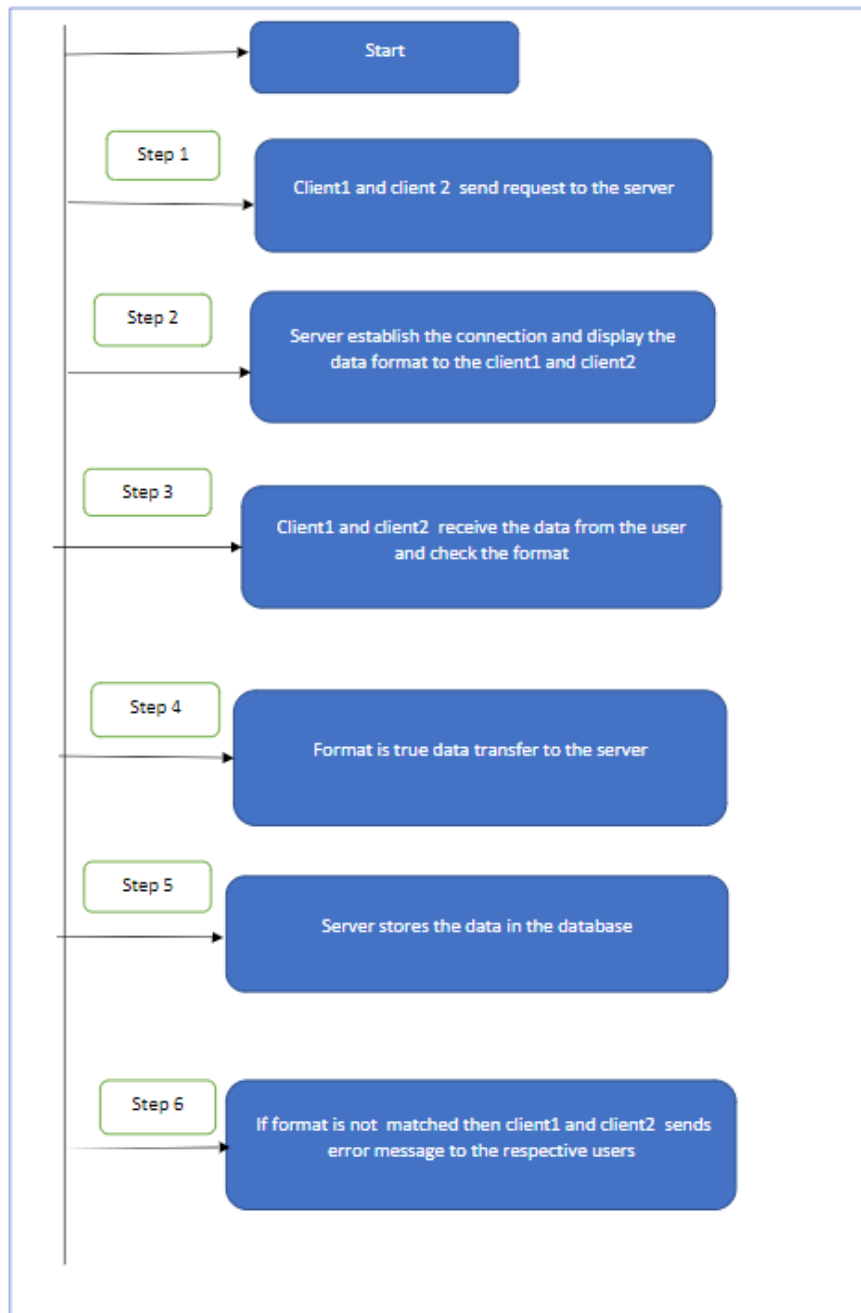 Start
Step 1
Client1 and client 2 send request to the server
Step 2
Server establish the connection and display the
data format to the client1 and client2
Step 3
Client1 and client2 receive the data from the user
and check the format
Step 4
Format is true data transfer to the server
Step 5
Server stores the data in the database
Step 6
If format is not matched then client1 and client2 sends
error message to the respective users